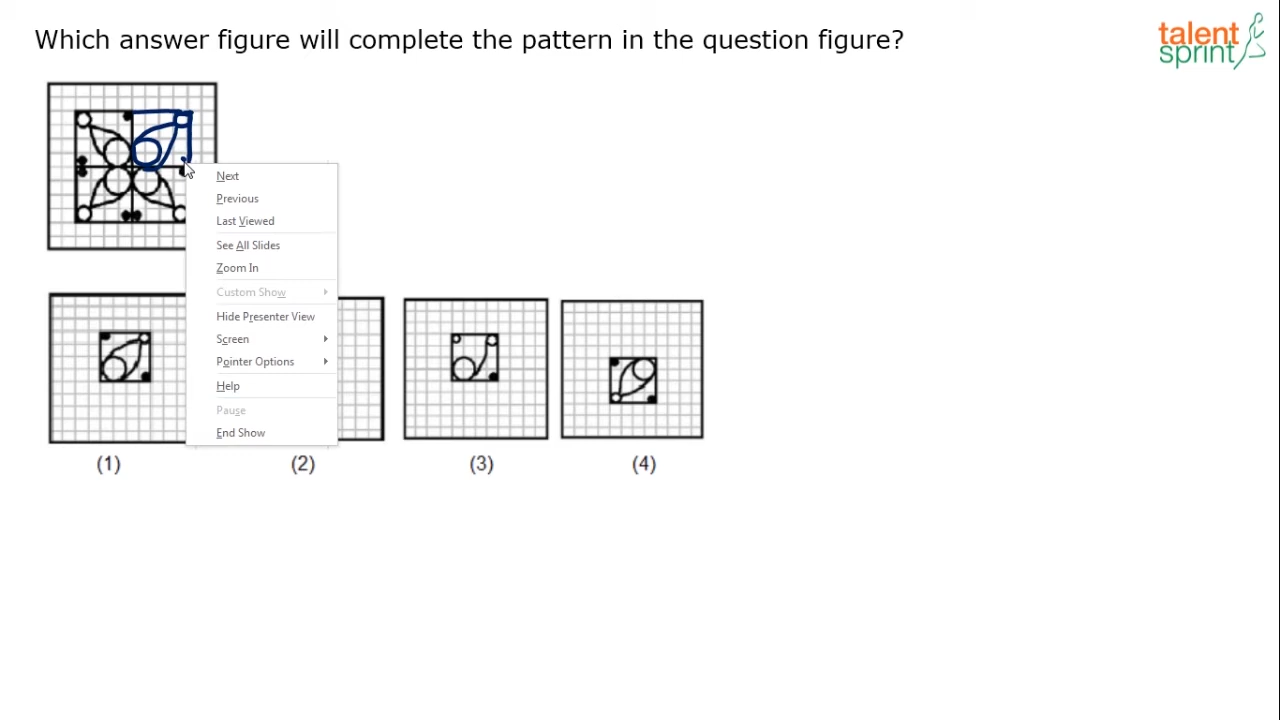 Which answer figure will complete the pattern in the question figure?
talent
sprint
Next
Previous
Last Viewed
See All Slides
Zoom In
Custom Show
Hide Presenter View
Screen
Pointer Options
Help
Pause
End Show
(1)
(2)
(3)
(4)